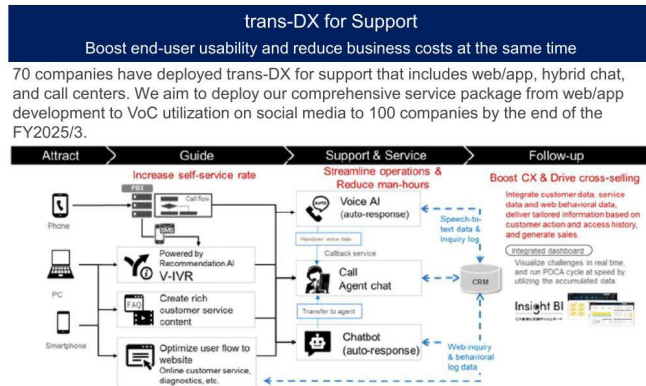 trans-DX for Support
Boost end-user usability and reduce business costs at the same time
70 companies have deployed trans-DX for support that includes web/app, hybrid chat,
and call centers. We aim to deploy our comprehensive service package from web/app
development to VoC utilization on social media to 100 companies by the end of the
FY2025/3.
Attract
Guide
Support & Service
Follow-up
Increase self-service rate
Streamline operations &
Reduce man-hours
Boost CX & Drive cross-selling
Phone
PBX
Call flow
SMS
PC
Smartphone
Powered by
Recommendation AI
V-IVR
FAQ
Create rich
customer service
content
Optimize user flow to
website
Online customer service,
diagnostics, etc.
AUTO
Voice AI
(auto-response)
Handover voice data
Callback service
Call
Agent chat
Transfer to agent
Chatbot
(auto-response)
Speech-to-
text data &
Inquiry log
CRM
Web inquiry
& behavioral
log data
Integrate customer data, service
data and web behavioral data,
deliver tailored information based on
customer action and access history,
and generate sales.
Integrated dashboard
Visualize challenges in real time,
and run PDCA cycle at speed by
utilizing the accumulated data.
Insight BI